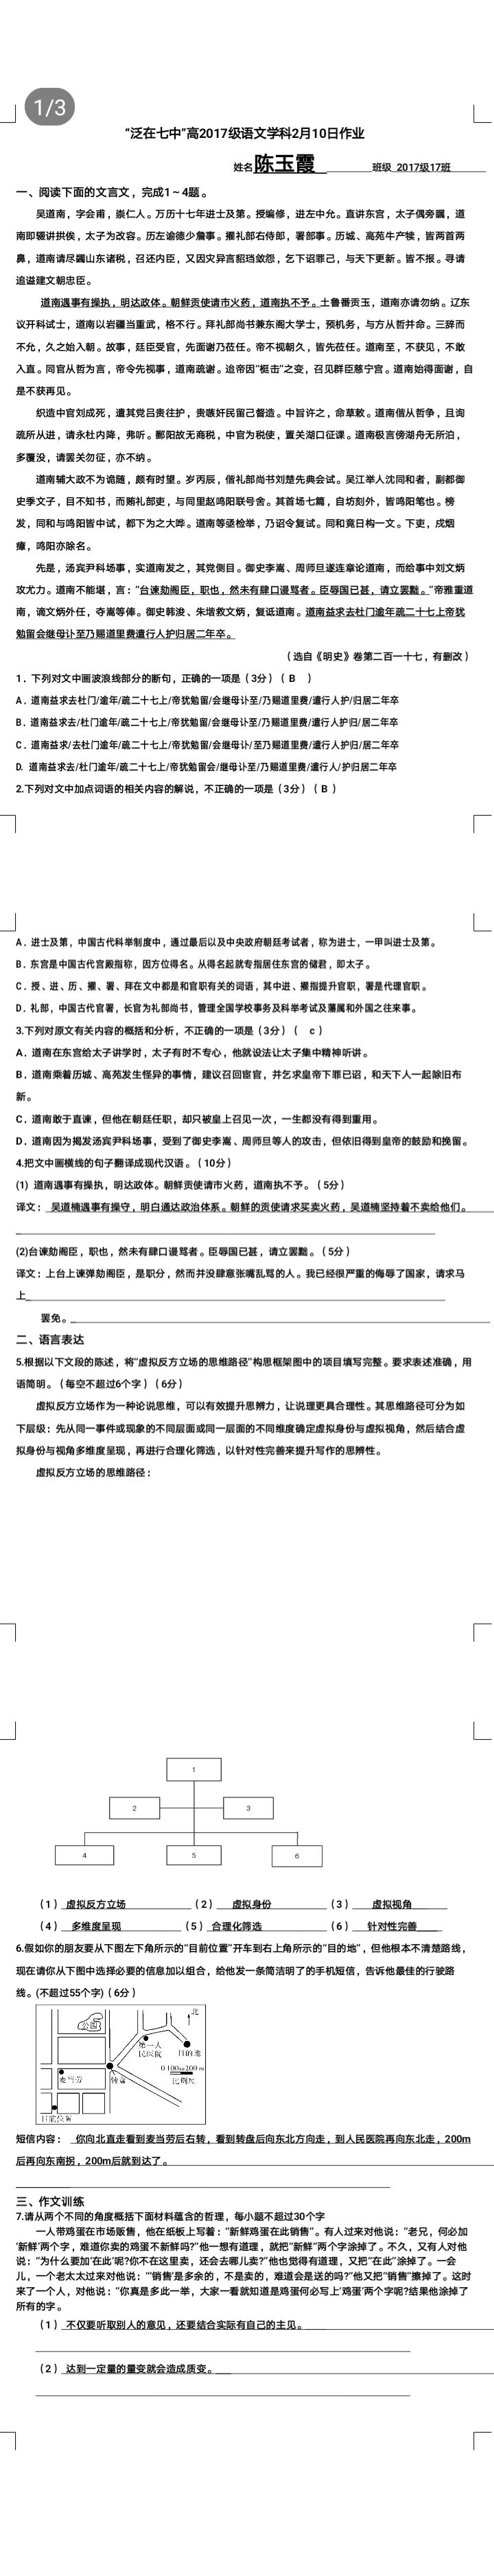 1/3
“泛在七中”高2017级语文学科2月10日作业
姓名陈玉霞 班级 2017级17班
一、阅读下面的文言文，完成1～4题。
吴道南，字会甫，崇仁人。万历十七年进士及第。授编修，进左中允。直讲东宫，太子偶旁瞩，道
南即辍讲拱俟，太子为改容。历左谕德少詹事。擢礼部右侍郎，署部事。历城、高苑牛产犊，皆两首两
鼻，道南请尽蠲山东诸税，召还内臣，又因灾异言貂珰敛怨，乞下诏罪己，与天下更新。皆不报。寻请
追谥建文朝忠臣。
道南遇事有操执，明达政体。朝鲜贡使请市火药，道南执不予。土鲁番贡玉，道南亦请勿纳。辽东
议开科试士，道南以岩疆当重武，格不行。拜礼部尚书兼东阁大学士，预机务，与方从哲并命。三辞而
不允，久之始入朝。故事，廷臣受官，先面谢乃莅任。帝不视朝久，皆先莅任。道南至，不获见，不敢
入直。同官从哲为言，帝令先视事，道南疏谢。迨帝因“梃击”之变，召见群臣慈宁宫。道南始得面谢，自
是不获再见。
织造中官刘成死，遣其党吕贵往护，贵嗾奸民留己督造。中旨许之，命草敕。道南偕从哲争，且询
疏所从进，请永杜内降，弗听。鄱阳故无商税，中官为税使，置关湖口征课。道南极言傍湖舟无所泊，
多覆没，请罢关勿征，亦不纳。
道南辅大政不为诡随，颇有时望。岁丙辰，偕礼部尚书刘楚先典会试。吴江举人沈同和者，副都御
史季文子，目不知书，而贿礼部吏，与同里赵鸣阳联号舍。其首场七篇，自坊刻外，皆鸣阳笔也。榜
发，同和与鸣阳皆中试，都下为之大哗。道南等亟检举，乃诏令复试。同和竟日构一文。下吏，戍烟
瘴，鸣阳亦除名。
先是，汤宾尹科场事，实道南发之，其党侧目。御史李嵩、周师旦遂连章论道南，而给事中刘文炳
攻尤力。道南不能堪，言：“台谏劾阁臣，职也，然未有肆口谩骂者。臣辱国已甚，请立罢黜。”帝雅重道
南，谪文炳外任，夺嵩等俸。御史韩浚、朱堦救文炳，复诋道南。道南益求去杜门逾年疏二十七上帝犹
勉留会继母讣至乃赐道里费遣行人护归居二年卒。
（选自《明史》卷第二百一十七，有删改）
1．下列对文中画波浪线部分的断句，正确的一项是（3分）（ B ）
A．道南益求去杜门/逾年/疏二十七上/帝犹勉留/会继母讣至/乃赐道里费/遣行人护/归居二年卒
B．道南益求去/杜门逾年/疏二十七上/帝犹勉留/会继母讣至/乃赐道里费/遣行人护归/居二年卒
C．道南益求/去杜门逾年/疏二十七上/帝犹勉留/会继母讣/至乃赐道里费/遣行人护归/居二年卒
D．道南益求去/杜门逾年/疏二十七上/帝犹勉留会/继母讣至/乃赐道里费/遣行人/护归居二年卒
2.下列对文中加点词语的相关内容的解说，不正确的一项是（3分）（ B ）
A．进士及第，中国古代科举制度中，通过最后以及中央政府朝廷考试者，称为进士，一甲叫进士及第。
B．东宫是中国古代宫殿指称，因方位得名。从得名起就专指居住东宫的储君，即太子。
C．授、进、历、擢、署、拜在文中都是和官职有关的词语，其中进、擢指提升官职，署是代理官职。
D．礼部，中国古代官署，长官为礼部尚书，管理全国学校事务及科举考试及藩属和外国之往来事。
3.下列对原文有关内容的概括和分析，不正确的一项是（3分）（ c ）
A，道南在东宫给太子讲学时，太子有时不专心，他就设法让太子集中精神听讲。
B．道南乘着历城、高苑发生怪异的事情，建议召回宦官，并乞求皇帝下罪已诏，和天下人一起除旧布
新。
C．道南敢于直谏，但他在朝廷任职，却只被皇上召见一次，一生都没有得到重用。
D．道南因为揭发汤宾尹科场事，受到了御史李嵩、周师旦等人的攻击，但依旧得到皇帝的鼓励和挽留。
4.把文中画横线的句子翻译成现代汉语。（10分）
(1) 道南遇事有操执，明达政体。朝鲜贡使请市火药，道南执不予。（5分）
译文： 吴道楠遇事有操守，明白通达政治体系。朝鲜的贡使请求买卖火药，吴道楠坚持着不卖给他们。
(2)台谏劾阁臣，职也，然未有肆口谩骂者。臣辱国已甚，请立罢黜。（5分）
译文：上台上谏弹劾阁臣，是职分，然而并没肆意张嘴乱骂的人。我已经很严重的侮辱了国家，请求马
上
罢免。
二、语言表达
5.根据以下文段的陈述，将“虚拟反方立场的思维路径”构思框架图中的项目填写完整。要求表述准确，用
语简明。（每空不超过6个字）（6分）
虚拟反方立场作为一种论说思维，可以有效提升思辨力，让说理更具合理性。其思维路径可分为如
下层级：先从同一事件或现象的不同层面或同一层面的不同维度确定虚拟身份与虚拟视角，然后结合虚
拟身份与视角多维度呈现，再进行合理化筛选，以针对性完善来提升写作的思辨性。
虚拟反方立场的思维路径：
1
2 3
4 5 6
（1）虚拟反方立场 （2） 虚拟身份 （3） 虚拟视角
（4） 多维度呈现 （5）合理化筛选 （6） 针对性完善
6.假如你的朋友要从下图左下角所示的“目前位置”开车到右上角所示的“目的地”，但他根本不清楚路线，
现在请你从下图中选择必要的信息加以组合，给他发一条简洁明了的手机短信，告诉他最佳的行驶路
线。(不超过55个字)（6分）
北
公园
第一人
民医院
目的地
0 100m200 m
麦当劳
转盘
比例尺
目前位置
短信内容： 你向北直走看到麦当劳后右转，看到转盘后向东北方向走，到人民医院再向东北走，200m
后再向东南拐，200m后就到达了。
三、作文训练
7.请从两个不同的角度概括下面材料蕴含的哲理，每小题不超过30个字
一人带鸡蛋在市场贩售，他在纸板上写着：“新鲜鸡蛋在此销售”。有人过来对他说：“老兄，何必加
‘新鲜’两个字，难道你卖的鸡蛋不新鲜吗?”他一想有道理，就把“新鲜”两个字涂掉了。不久，又有人对他
说：“为什么要加‘在此’呢?你不在这里卖，还会去哪儿卖?”他也觉得有道理，又把“在此”涂掉了。一会
儿，一个老太太过来对他说：“‘销售’是多余的，不是卖的，难道会是送的吗?”他又把“销售”擦掉了。这时
来了一个人，对他说：“你真是多此一举，大家一看就知道是鸡蛋何必写上‘鸡蛋’两个字呢?结果他涂掉了
所有的字。
（1）不仅要听取别人的意见，还要结合实际有自己的主见。
（2）达到一定量的量变就会造成质变。